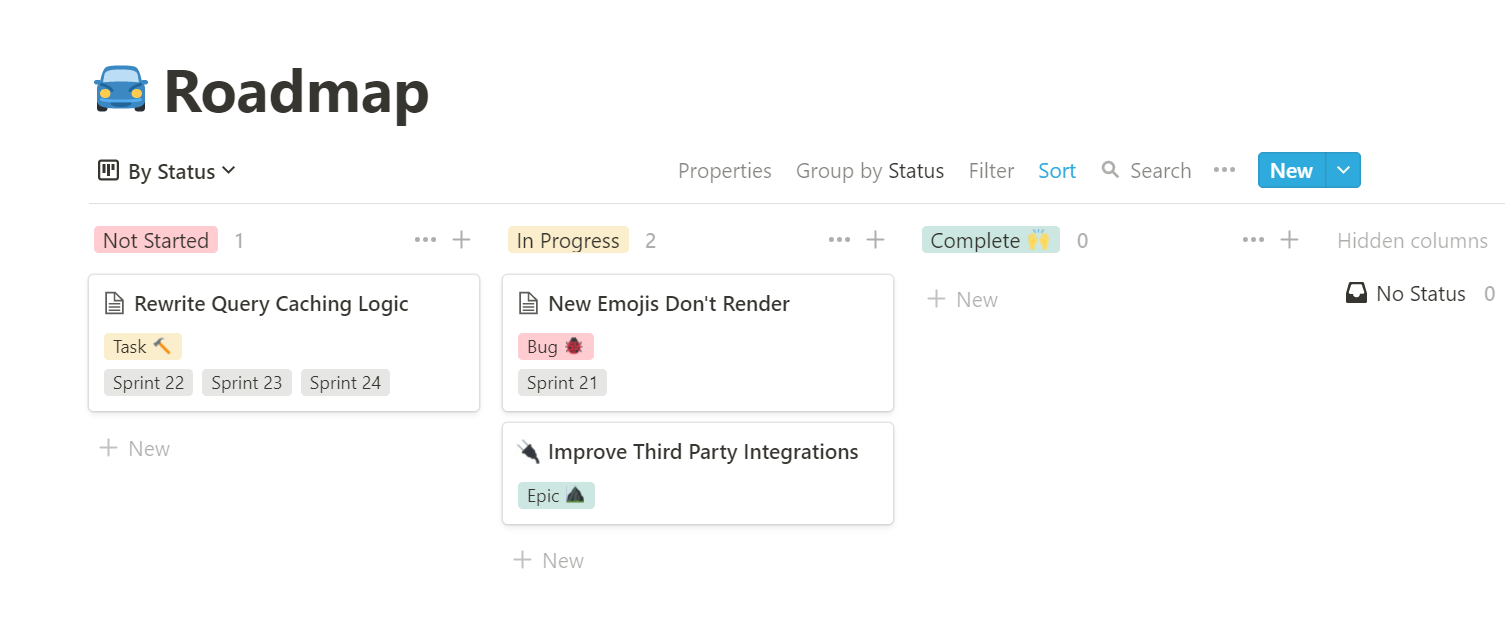 Roadmap
By Status
Properties Group by Status Filter Sort Search New
Not Started 1
Rewrite Query Caching Logic
Task
Sprint 22 Sprint 23 Sprint 24
New
In Progress 2
New Emojis Don't Render
Bug
Sprint 21
Improve Third Party Integrations
Epic
New
Complete 0
New
Hidden columns
No Status 0